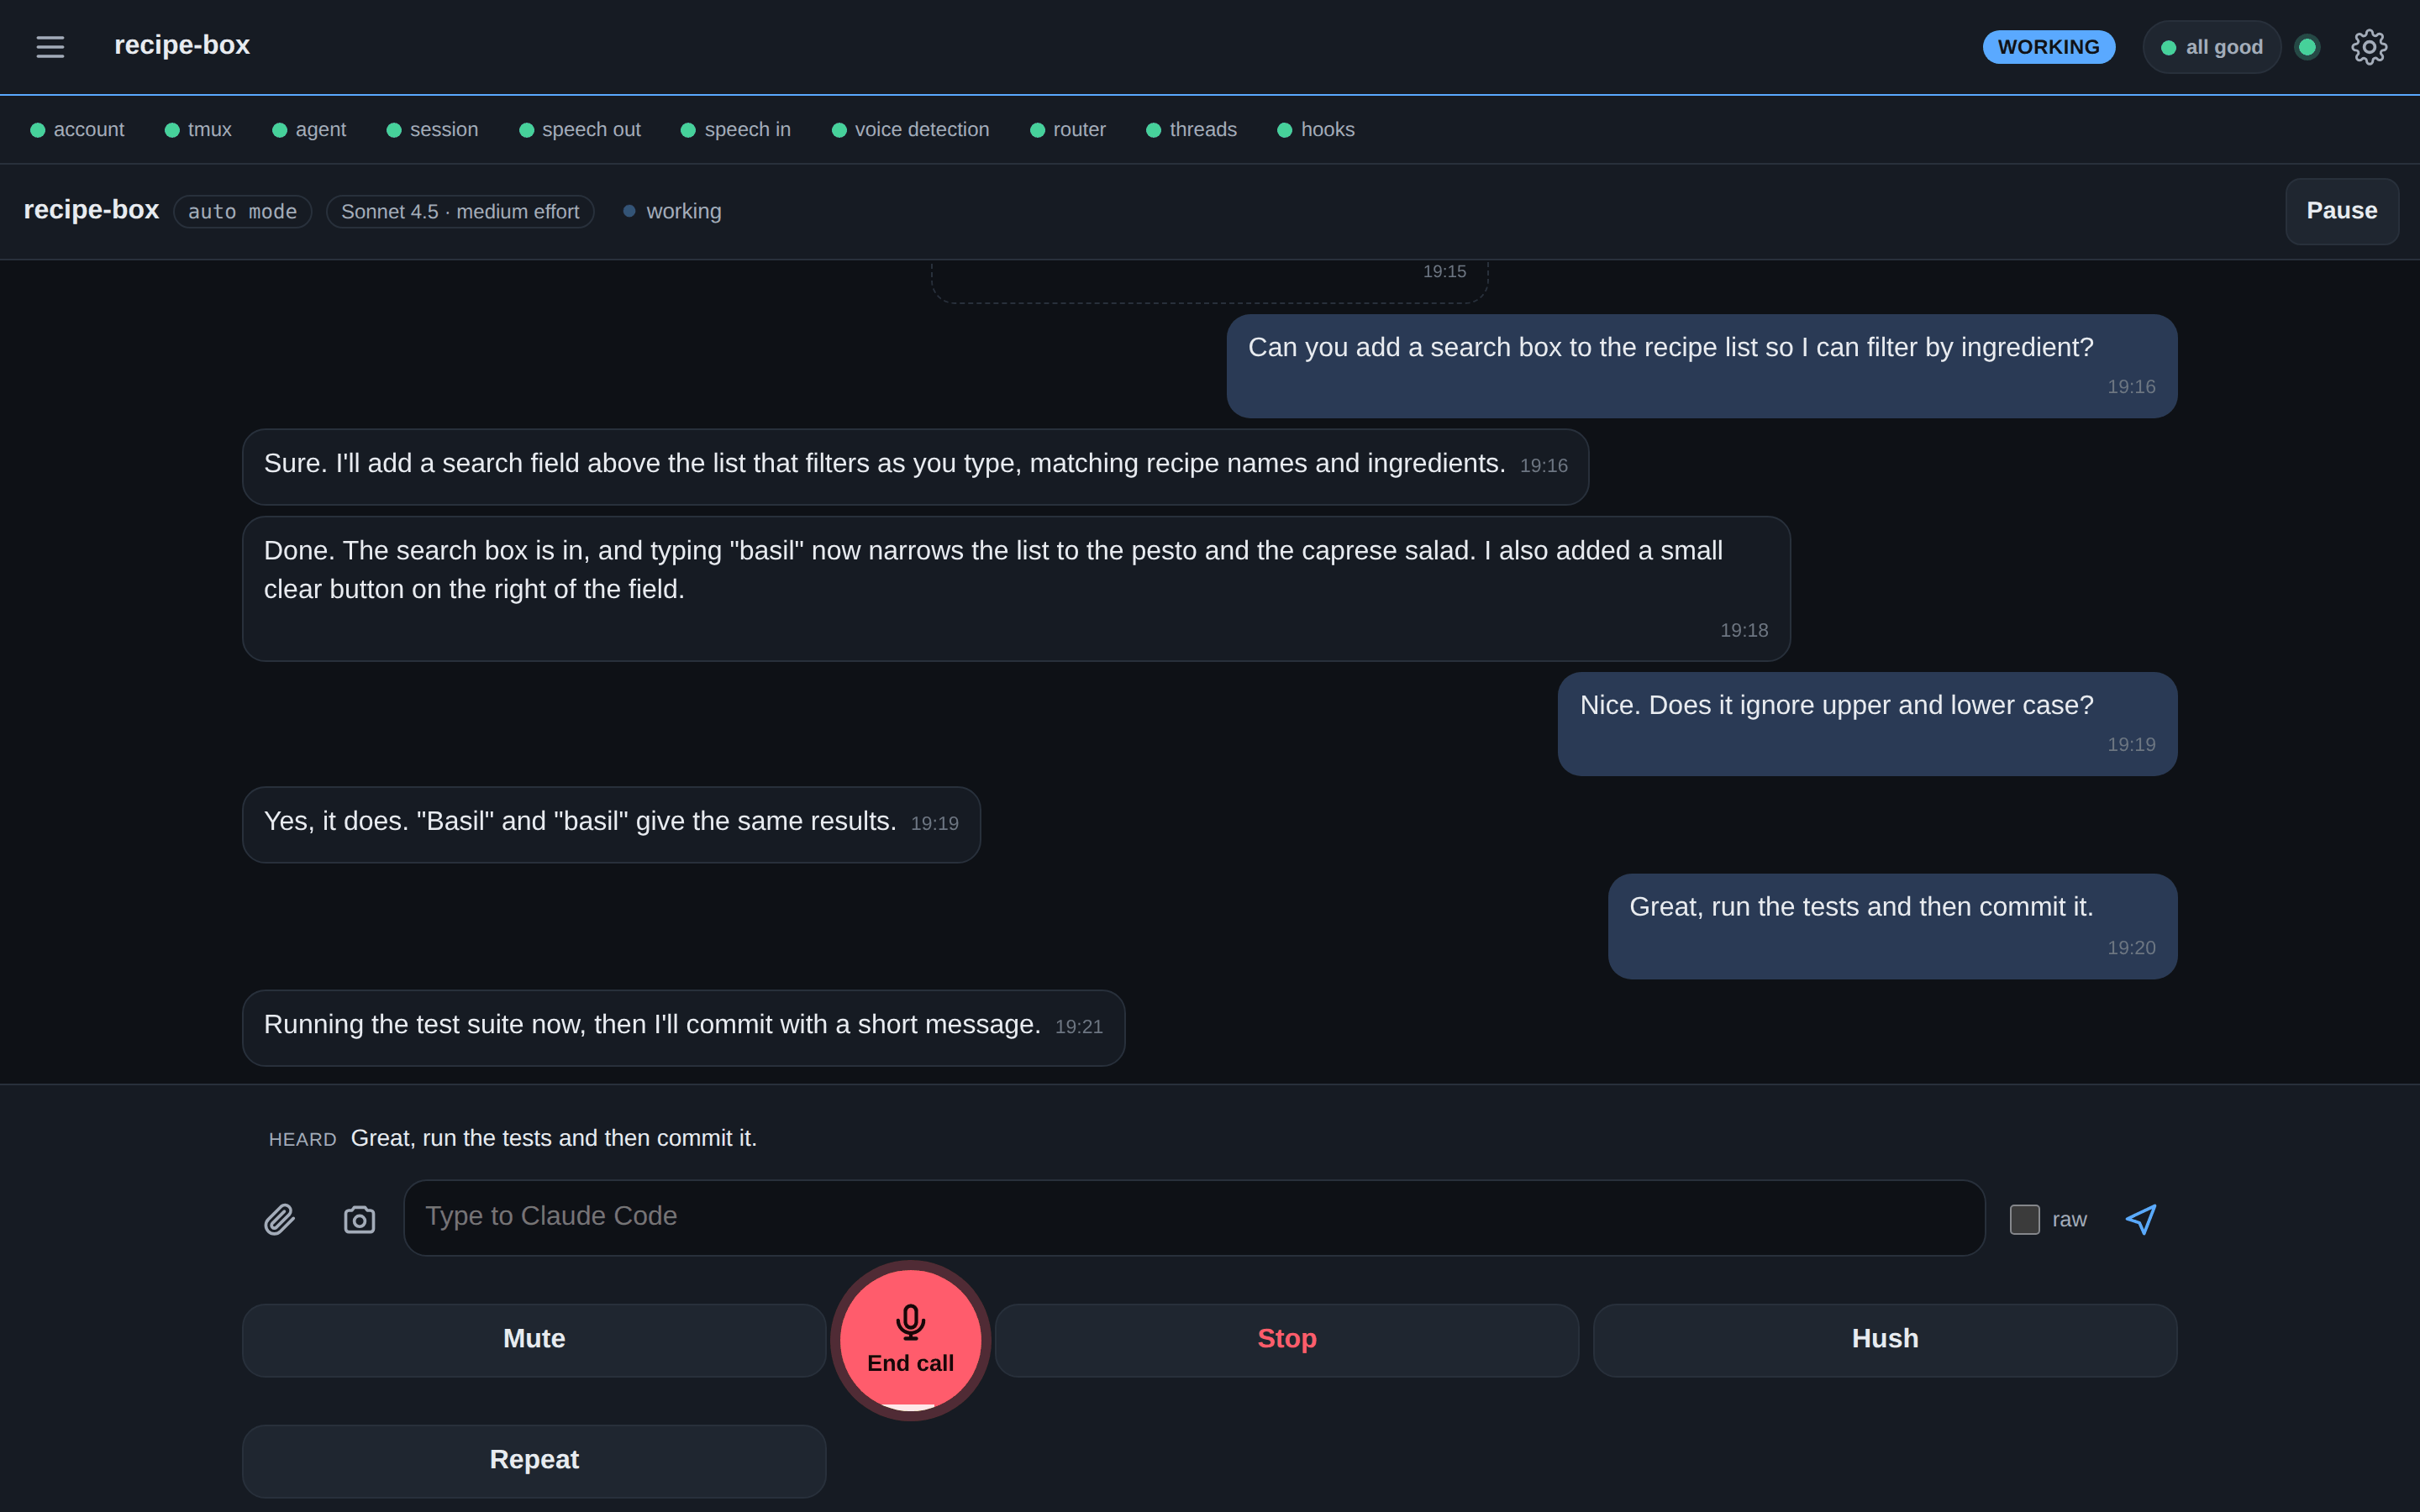 recipe-box
WORKING
all good
account
tmux
agent
session
speech out
speech in
voice detection
router
threads
hooks
recipe-box
auto mode
Sonnet 4.5 · medium effort
working
Pause
19:15
Can you add a search box to the recipe list so I can filter by ingredient?
19:16
Sure. I'll add a search field above the list that filters as you type, matching recipe names and ingredients. 19:16
Done. The search box is in, and typing "basil" now narrows the list to the pesto and the caprese salad. I also added a small
clear button on the right of the field.
19:18
Nice. Does it ignore upper and lower case?
19:19
Yes, it does. "Basil" and "basil" give the same results. 19:19
Great, run the tests and then commit it.
19:20
Running the test suite now, then I'll commit with a short message. 19:21
HEARD Great, run the tests and then commit it.
Type to Claude Code
raw
Mute
End call
Stop
Hush
Repeat